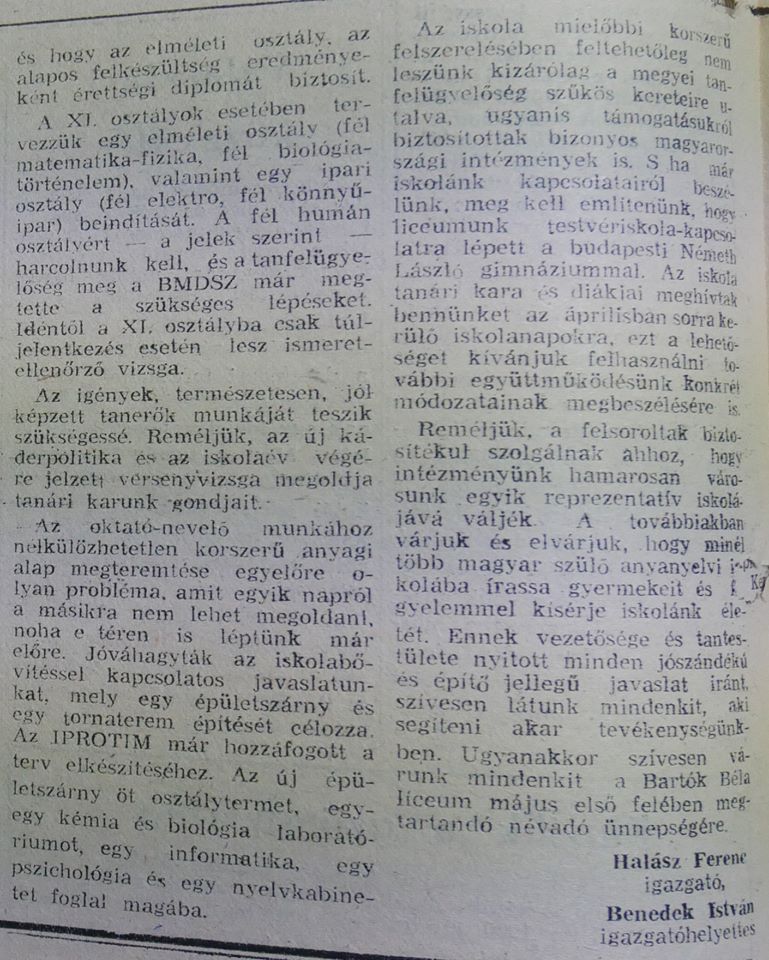 és hogy az elméleti osztály, az
alapos felkészültség eredménye-
ként érettségi diplomát biztosít.
A XI. osztályok esetében ter-
vezzük egy elméleti osztály (fél
matematika-fizika, fél biológia-
történelem), valamint egy ipari
osztály (fél elektro, fél könnyű-
ipar) beindítását. A fél humán
osztályért — a jelek szerint —
harcolnunk kell, és a tanfelügye-
lőség meg a BMDSZ már meg-
tette a szükséges lépéseket.
Idéntől a XI. osztályba csak túl-
jelentkezés esetén lesz ismeret-
ellenőrző vizsga.
Az igények, természetesen, jól
képzett tanerők munkáját teszik
szükségessé. Reméljük, az új ká-
derpolitika és az iskolaév végé-
re jelzett versenyvizsga megoldja
tanári karunk gondjait.
Az oktató-nevelő munkához
nélkülözhetetlen korszerű anyagi
alap megteremtése egyelőre o-
lyan probléma, amit egyik napról
a másikra nem lehet megoldani,
noha e téren is léptünk már
előre. Jóváhagyták az iskolabő-
vítéssel kapcsolatos javaslatun-
kat, mely egy épületszárny és
egy tornaterem építését célozza.
Az IPROTIM már hozzáfogott a
terv elkészítéséhez. Az új épü-
letszárny öt osztálytermet, egy-
egy kémia és biológia laborató-
riumot, egy informatika, egy
pszichológia és egy nyelvkabine-
tet foglal magába.
Az iskola mielőbbi korszerű
felszerelésében feltehetőleg nem
leszünk kizárólag a megyei tan-
felügyelőség szűkös kereteire u-
talva, ugyanis támogatásukról
biztosítottak bizonyos magyaror-
szági intézmények is. S ha már
iskolánk kapcsolatairól beszé-
lünk, meg kell említenünk, hogy
líceumunk testvériskola-kapcso-
latra lépett a budapesti Németh
László gimnáziummal. Az iskola
tanári kara és diákjai meghívtak
bennünket az áprilisban sorra ke-
rülő iskolanapokra, ezt a lehető-
séget kívánjuk felhasználni to-
vábbi együttműködésünk konkrét
módozatainak megbeszélésére is.
Reméljük, a felsoroltak bizto-
sítékul szolgálnak ahhoz, hogy
intézményünk hamarosan váro-
sunk egyik reprezentatív iskolá-
jává váljék. A továbbiakban
várjuk és elvárjuk, hogy minél
több magyar szülő anyanyelvi i
kolába írassa gyermekeit és f
gyelemmel kísérje iskolánk éle-
tét. Ennek vezetősége és tantes-
tülete nyitott minden jószándékú
és építő jellegű javaslat iránt,
szívesen látunk mindenkit, aki
segíteni akar tevékenységünk-
ben. Ugyanakkor szívesen vá-
runk mindenkit a Bartók Béla
líceum május első felében meg-
tartandó névadó ünnepségére.
Halász Ferenc
igazgató,
Benedek István
igazgatóhelyettes